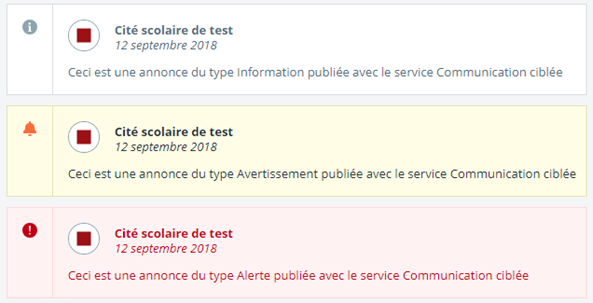 Cité scolaire de test
12 septembre 2018
Ceci est une annonce du type Information publiée avec le service Communication ciblée
Cité scolaire de test
12 septembre 2018
Ceci est une annonce du type Avertissement publiée avec le service Communication ciblée
Cité scolaire de test
12 septembre 2018
Ceci est une annonce du type Alerte publiée avec le service Communication ciblée